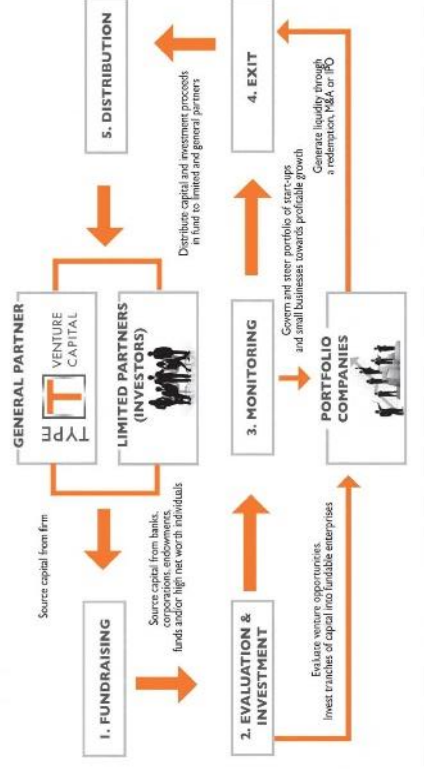 GENERAL PARTNER
TYPE T
VENTURE
CAPITAL
LIMITED PARTNERS
(INVESTORS)
Source capital from firm
1. FUNDRAISING
Source capital from banks,
corporations, endowments,
funds and/or high net worth individuals
2. EVALUATION &
INVESTMENT
Evaluate venture opportunities.
Invest tranches of capital into fundable enterprises
3. MONITORING
Govern and steer portfolio of start-ups
and small businesses towards profitable growth
PORTFOLIO
COMPANIES
4. EXIT
Generate liquidity through
a redemption, M&A or IPO
5. DISTRIBUTION
Distribute capital and investment proceeds
in fund to limited and general partners